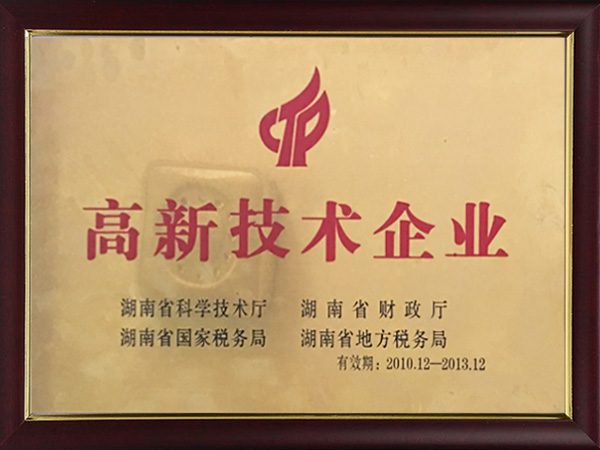 CTP
高新技术企业
湖南省科学技术厅 湖南省财政厅
湖南省国家税务局 湖南省地方税务局
有效期：2010.12—2013.12